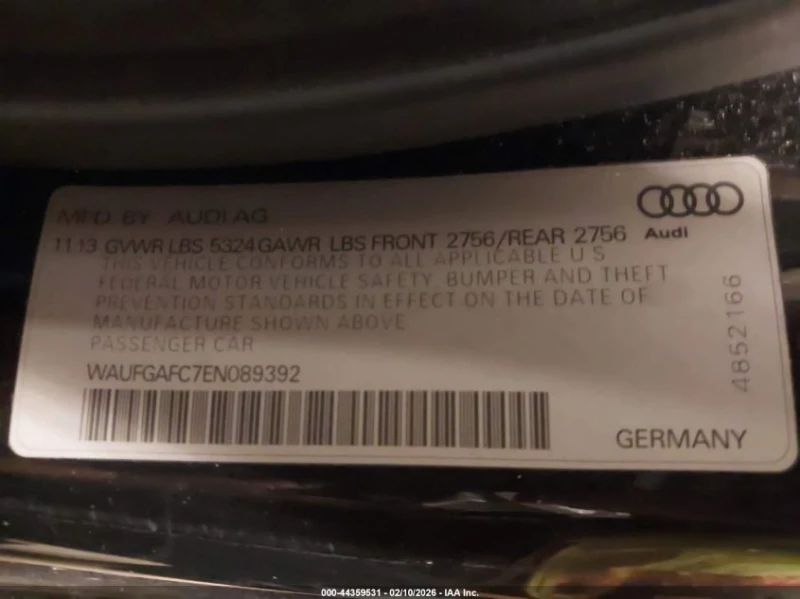 MFD BY AUDI AG
11 13 GVWR LBS 5324 GAWR LBS FRONT 2756/REAR 2756
Audi
THIS VEHICLE CONFORMS TO ALL APPLICABLE U S
FEDERAL MOTOR VEHICLE SAFETY, BUMPER AND THEFT
PREVENTION STANDARDS IN EFFECT ON THE DATE OF
MANUFACTURE SHOWN ABOVE
PASSENGER CAR
4852166
WAUFGAFC7EN089392
GERMANY
000-44359531 - 02/10/2026 - IAA Inc.